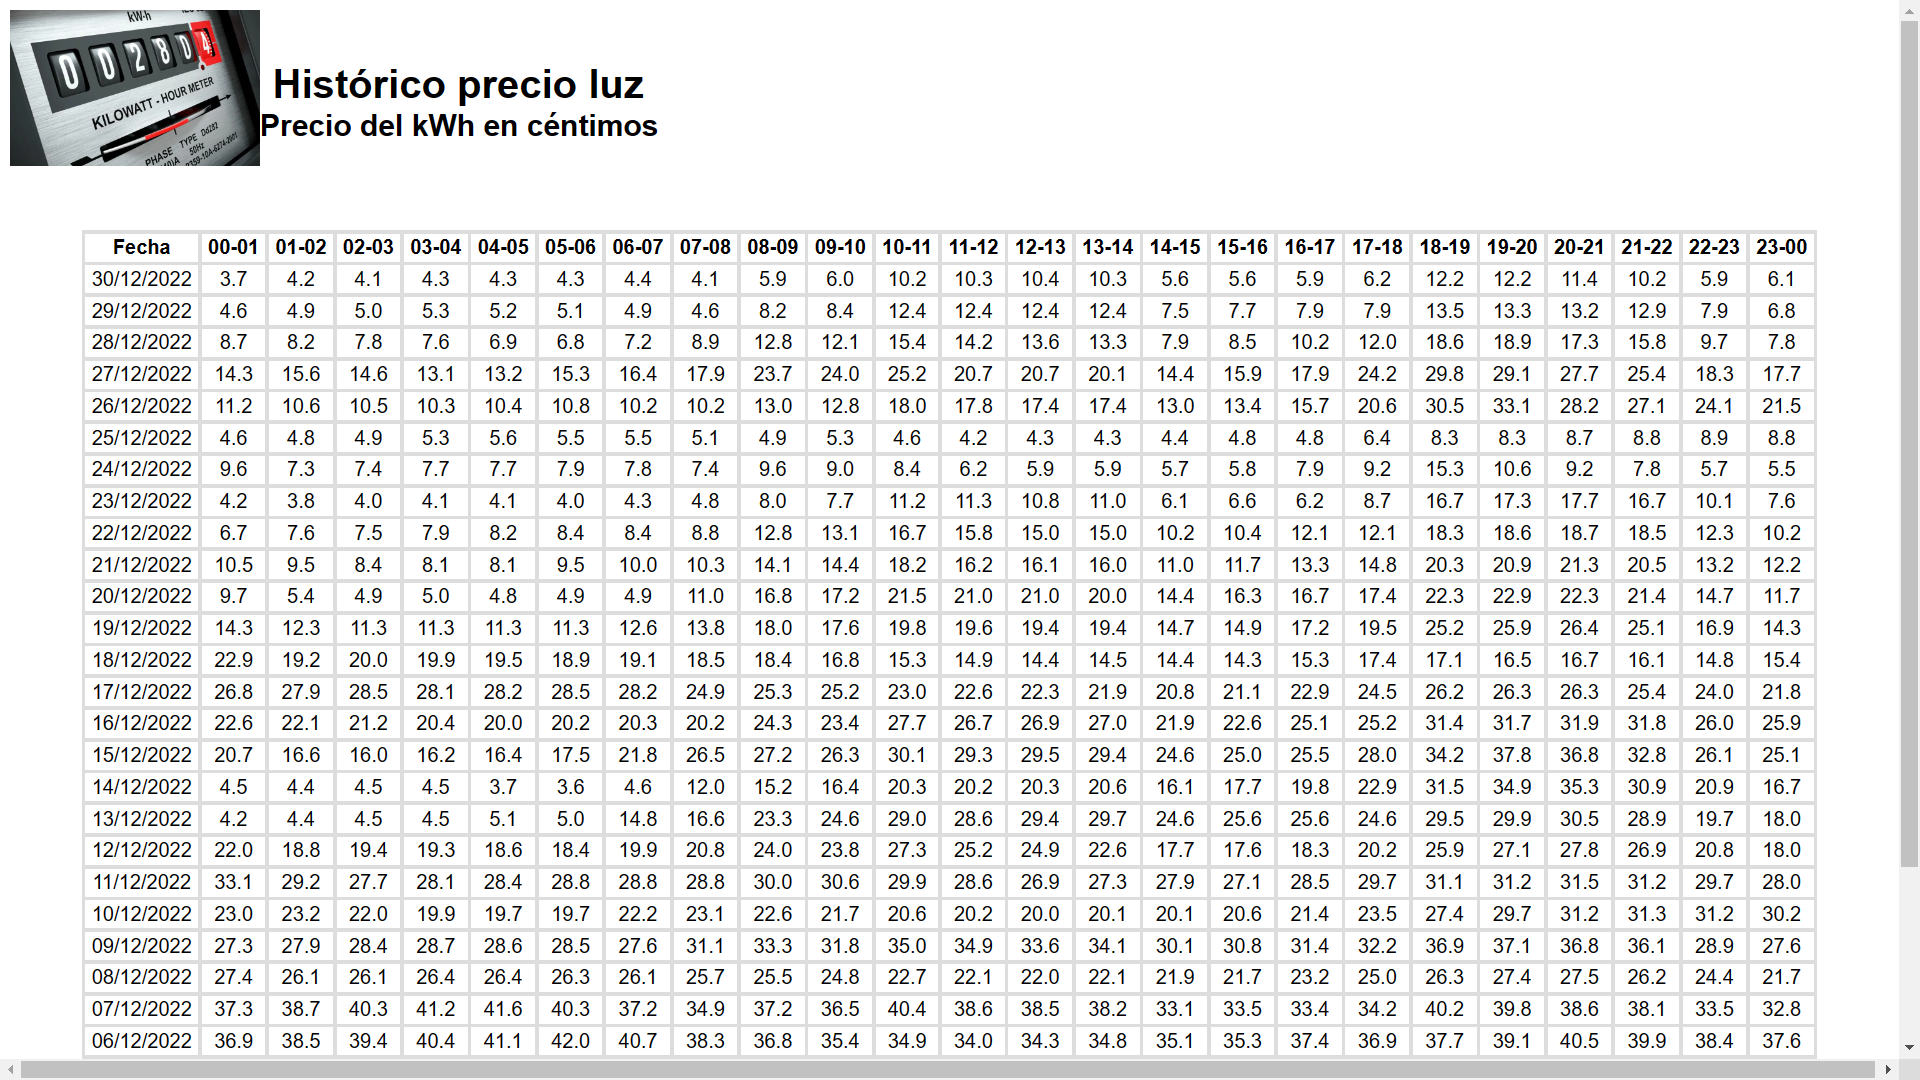 kW-h
002804
KILOWATT - HOUR METER
PHASE TYPE Dd282
50Hz
Histórico precio luz
Precio del kWh en céntimos
Fecha 00-01 01-02 02-03 03-04 04-05 05-06 06-07 07-08 08-09 09-10 10-11 11-12 12-13 13-14 14-15 15-16 16-17 17-18 18-19 19-20 20-21 21-22 22-23 23-00
30/12/2022 3.7 4.2 4.1 4.3 4.3 4.3 4.4 4.1 5.9 6.0 10.2 10.3 10.4 10.3 5.6 5.6 5.9 6.2 12.2 12.2 11.4 10.2 5.9 6.1
29/12/2022 4.6 4.9 5.0 5.3 5.2 5.1 4.9 4.6 8.2 8.4 12.4 12.4 12.4 12.4 7.5 7.7 7.9 7.9 13.5 13.3 13.2 12.9 7.9 6.8
28/12/2022 8.7 8.2 7.8 7.6 6.9 6.8 7.2 8.9 12.8 12.1 15.4 14.2 13.6 13.3 7.9 8.5 10.2 12.0 18.6 18.9 17.3 15.8 9.7 7.8
27/12/2022 14.3 15.6 14.6 13.1 13.2 15.3 16.4 17.9 23.7 24.0 25.2 20.7 20.7 20.1 14.4 15.9 17.9 24.2 29.8 29.1 27.7 25.4 18.3 17.7
26/12/2022 11.2 10.6 10.5 10.3 10.4 10.8 10.2 10.2 13.0 12.8 18.0 17.8 17.4 17.4 13.0 13.4 15.7 20.6 30.5 33.1 28.2 27.1 24.1 21.5
25/12/2022 4.6 4.8 4.9 5.3 5.6 5.5 5.5 5.1 4.9 5.3 4.6 4.2 4.3 4.3 4.4 4.8 4.8 6.4 8.3 8.3 8.7 8.8 8.9 8.8
24/12/2022 9.6 7.3 7.4 7.7 7.7 7.9 7.8 7.4 9.6 9.0 8.4 6.2 5.9 5.9 5.7 5.8 7.9 9.2 15.3 10.6 9.2 7.8 5.7 5.5
23/12/2022 4.2 3.8 4.0 4.1 4.1 4.0 4.3 4.8 8.0 7.7 11.2 11.3 10.8 11.0 6.1 6.6 6.2 8.7 16.7 17.3 17.7 16.7 10.1 7.6
22/12/2022 6.7 7.6 7.5 7.9 8.2 8.4 8.4 8.8 12.8 13.1 16.7 15.8 15.0 15.0 10.2 10.4 12.1 12.1 18.3 18.6 18.7 18.5 12.3 10.2
21/12/2022 10.5 9.5 8.4 8.1 8.1 9.5 10.0 10.3 14.1 14.4 18.2 16.2 16.1 16.0 11.0 11.7 13.3 14.8 20.3 20.9 21.3 20.5 13.2 12.2
20/12/2022 9.7 5.4 4.9 5.0 4.8 4.9 4.9 11.0 16.8 17.2 21.5 21.0 21.0 20.0 14.4 16.3 16.7 17.4 22.3 22.9 22.3 21.4 14.7 11.7
19/12/2022 14.3 12.3 11.3 11.3 11.3 11.3 12.6 13.8 18.0 17.6 19.8 19.6 19.4 19.4 14.7 14.9 17.2 19.5 25.2 25.9 26.4 25.1 16.9 14.3
18/12/2022 22.9 19.2 20.0 19.9 19.5 18.9 19.1 18.5 18.4 16.8 15.3 14.9 14.4 14.5 14.4 14.3 15.3 17.4 17.1 16.5 16.7 16.1 14.8 15.4
17/12/2022 26.8 27.9 28.5 28.1 28.2 28.5 28.2 24.9 25.3 25.2 23.0 22.6 22.3 21.9 20.8 21.1 22.9 24.5 26.2 26.3 26.3 25.4 24.0 21.8
16/12/2022 22.6 22.1 21.2 20.4 20.0 20.2 20.3 20.2 24.3 23.4 27.7 26.7 26.9 27.0 21.9 22.6 25.1 25.2 31.4 31.7 31.9 31.8 26.0 25.9
15/12/2022 20.7 16.6 16.0 16.2 16.4 17.5 21.8 26.5 27.2 26.3 30.1 29.3 29.5 29.4 24.6 25.0 25.5 28.0 34.2 37.8 36.8 32.8 26.1 25.1
14/12/2022 4.5 4.4 4.5 4.5 3.7 3.6 4.6 12.0 15.2 16.4 20.3 20.2 20.3 20.6 16.1 17.7 19.8 22.9 31.5 34.9 35.3 30.9 20.9 16.7
13/12/2022 4.2 4.4 4.5 4.5 5.1 5.0 14.8 16.6 23.3 24.6 29.0 28.6 29.4 29.7 24.6 25.6 25.6 24.6 29.5 29.9 30.5 28.9 19.7 18.0
12/12/2022 22.0 18.8 19.4 19.3 18.6 18.4 19.9 20.8 24.0 23.8 27.3 25.2 24.9 22.6 17.7 17.6 18.3 20.2 25.9 27.1 27.8 26.9 20.8 18.0
11/12/2022 33.1 29.2 27.7 28.1 28.4 28.8 28.8 28.8 30.0 30.6 29.9 28.6 26.9 27.3 27.9 27.1 28.5 29.7 31.1 31.2 31.5 31.2 29.7 28.0
10/12/2022 23.0 23.2 22.0 19.9 19.7 19.7 22.2 23.1 22.6 21.7 20.6 20.2 20.0 20.1 20.1 20.6 21.4 23.5 27.4 29.7 31.2 31.3 31.2 30.2
09/12/2022 27.3 27.9 28.4 28.7 28.6 28.5 27.6 31.1 33.3 31.8 35.0 34.9 33.6 34.1 30.1 30.8 31.4 32.2 36.9 37.1 36.8 36.1 28.9 27.6
08/12/2022 27.4 26.1 26.1 26.4 26.4 26.3 26.1 25.7 25.5 24.8 22.7 22.1 22.0 22.1 21.9 21.7 23.2 25.0 26.3 27.4 27.5 26.2 24.4 21.7
07/12/2022 37.3 38.7 40.3 41.2 41.6 40.3 37.2 34.9 37.2 36.5 40.4 38.6 38.5 38.2 33.1 33.5 33.4 34.2 40.2 39.8 38.6 38.1 33.5 32.8
06/12/2022 36.9 38.5 39.4 40.4 41.1 42.0 40.7 38.3 36.8 35.4 34.9 34.0 34.3 34.8 35.1 35.3 37.4 36.9 37.7 39.1 40.5 39.9 38.4 37.6